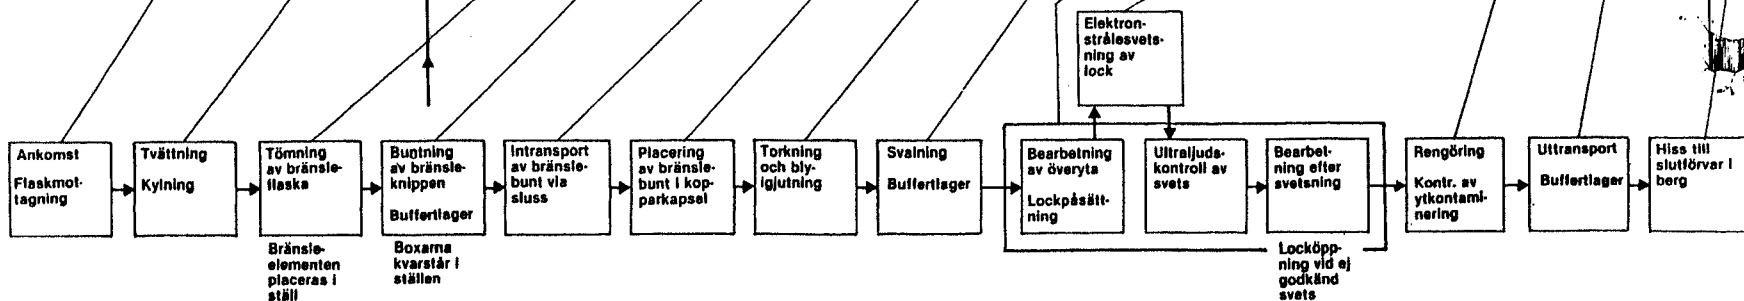 Elektron-
strålesvets-
ning av
lock
Ankomst
Flaskmot-
tagning
Tvättning
Kylning
Tömning
av bränsle-
flaska
Bränsle-
elementen
placeras i
ställ
Buntning
av bränsle-
knippen
Buffertlager
Boxarna
kvarstår i
ställen
Intransport
av bränsle-
bunt via
sluss
Placering
av bränsle-
bunt i kop-
parkapsel
Torkning
och bly-
igjutning
Svalning
Buffertlager
Bearbetning
av överyta
Lockpåsätt-
ning
Ultraljuds-
kontroll av
svets
Bearbet-
ning efter
svetsning
Locköpp-
ning vid ej
godkänd
svets
Rengöring
Kontr. av
ytkontami-
nering
Uttransport
Buffertlager
Hiss till
slutförvar i
berg